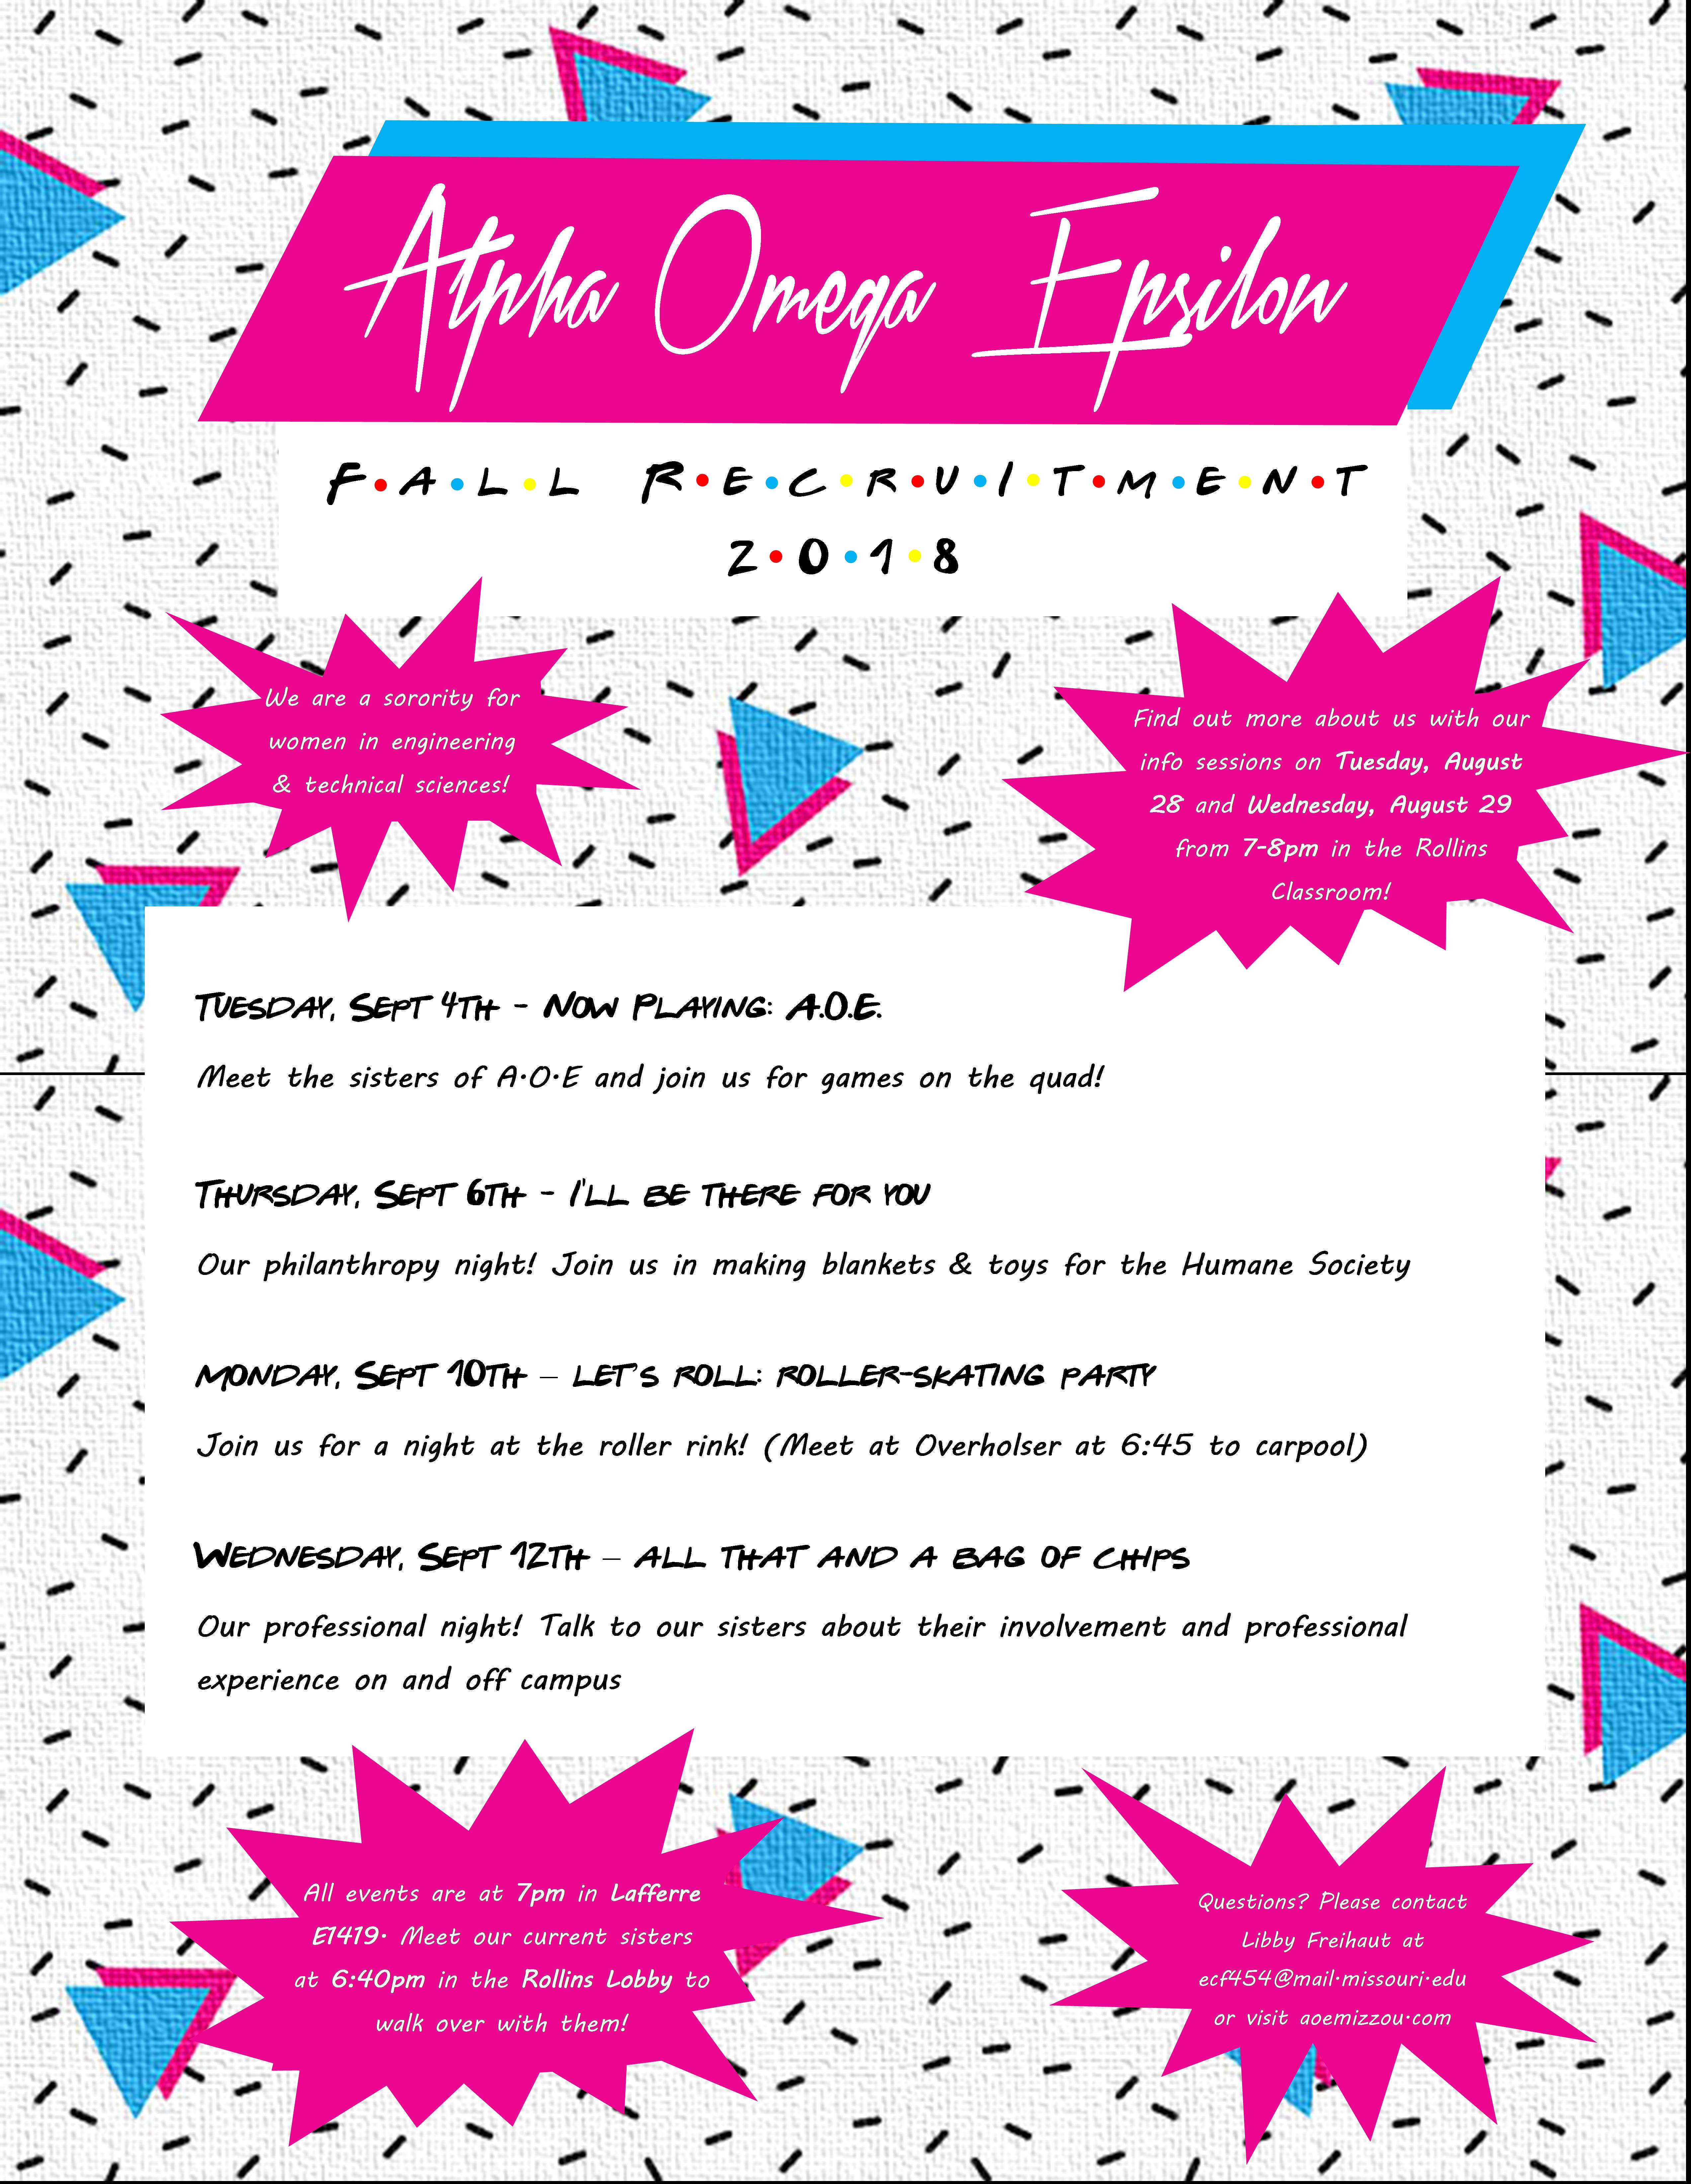 Alpha Omega Epsilon
F•A•L•L R•E•C•R•U•I•T•M•E•N•T
2•0•1•8
We are a sorority for
women in engineering
& technical sciences!
Find out more about us with our
info sessions on Tuesday, August
28 and Wednesday, August 29
from 7-8pm in the Rollins
Classroom!
Tuesday, Sept 4th - Now Playing: A.O.E.
Meet the sisters of A.O.E and join us for games on the quad!
Thursday, Sept 6th - I'll be there for you
Our philanthropy night! Join us in making blankets & toys for the Humane Society
Monday, Sept 10th – let's roll: roller-skating party
Join us for a night at the roller rink! (Meet at Overholser at 6:45 to carpool)
Wednesday, Sept 12th – all that and a bag of chips
Our professional night! Talk to our sisters about their involvement and professional
experience on and off campus
All events are at 7pm in Lafferre
E1419. Meet our current sisters
at 6:40pm in the Rollins Lobby to
walk over with them!
Questions? Please contact
Libby Freihaut at
ecf454@mail.missouri.edu
or visit aoemizzou.com